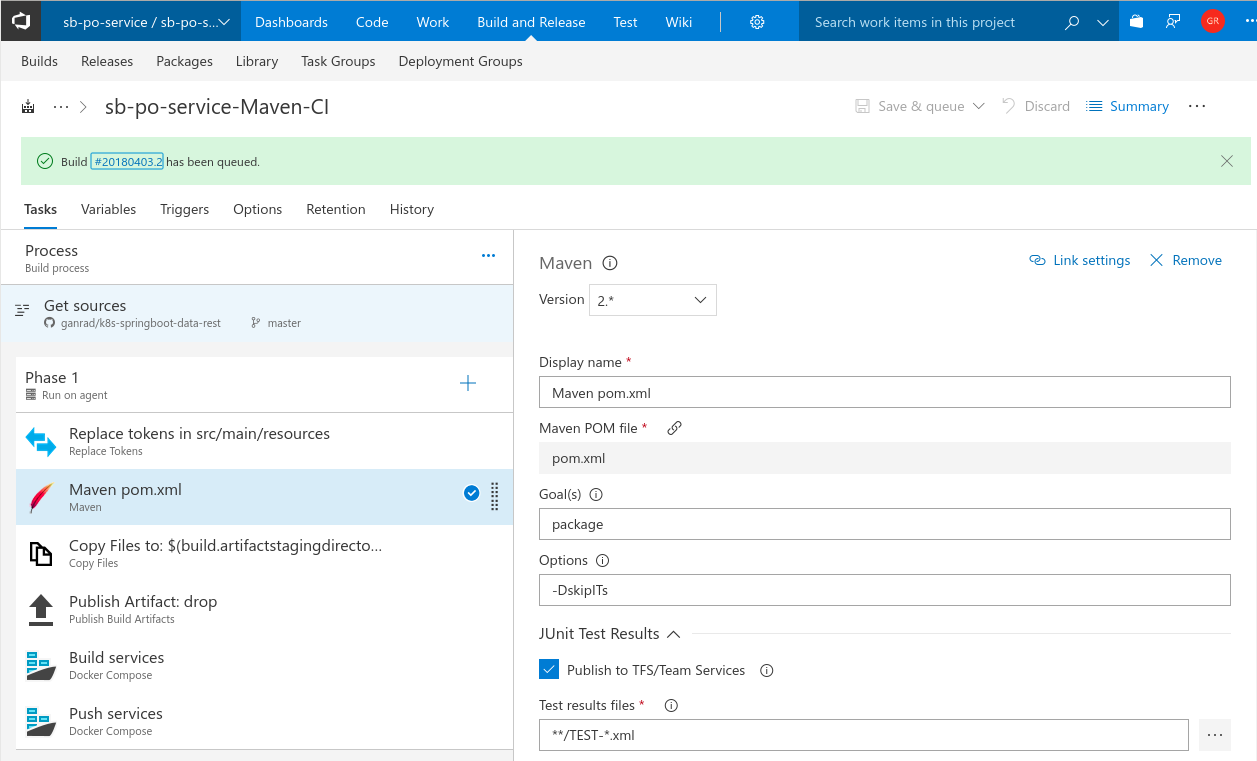 sb-po-service / sb-po-s...
Dashboards
Code
Work
Build and Release
Test
Wiki
Search work items in this project
GR
Builds
Releases
Packages
Library
Task Groups
Deployment Groups
sb-po-service-Maven-CI
Save & queue
Discard
Summary
Build #20180403.2 has been queued.
Tasks
Variables
Triggers
Options
Retention
History
Process
Build process
Get sources
ganrad/k8s-springboot-data-rest
master
Phase 1
Run on agent
Replace tokens in src/main/resources
Replace Tokens
Maven pom.xml
Maven
Copy Files to: $(build.artifactstagingdirecto...
Copy Files
Publish Artifact: drop
Publish Build Artifacts
Build services
Docker Compose
Push services
Docker Compose
Maven
Link settings
Remove
Version
2.*
Display name *
Maven pom.xml
Maven POM file *
pom.xml
Goal(s)
package
Options
-DskipITs
JUnit Test Results
Publish to TFS/Team Services
Test results files *
**/TEST-*.xml